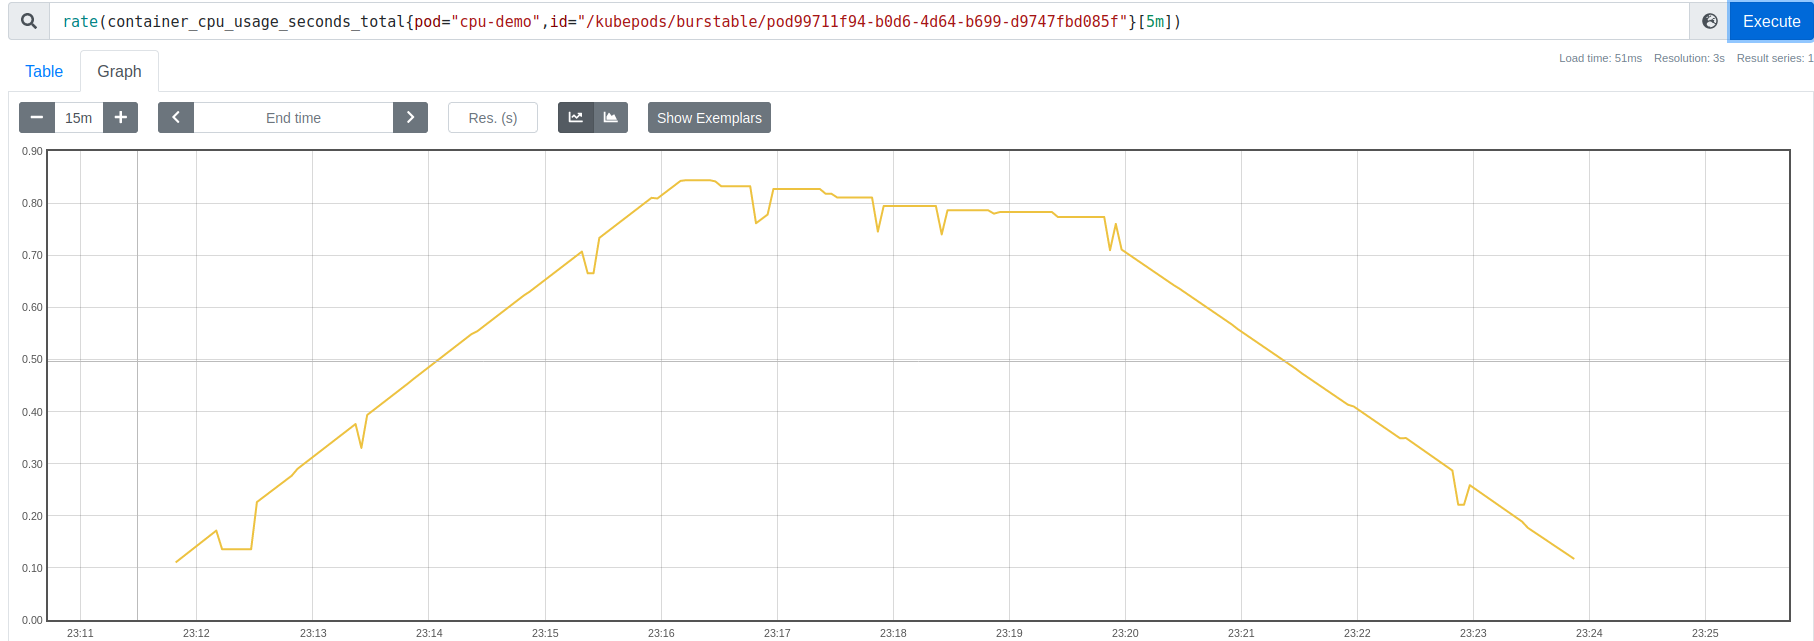 rate(container_cpu_usage_seconds_total{pod="cpu-demo",id="/kubepods/burstable/pod99711f94-b0d6-4d64-b699-d9747fbd085f"}[5m])
Execute
Table
Graph
Load time: 51ms Resolution: 3s Result series: 1
15m
End time
Res. (s)
Show Exemplars
0.90
0.80
0.70
0.60
0.50
0.40
0.30
0.20
0.10
0.00
23:11 23:12 23:13 23:14 23:15 23:16 23:17 23:18 23:19 23:20 23:21 23:22 23:23 23:24 23:25